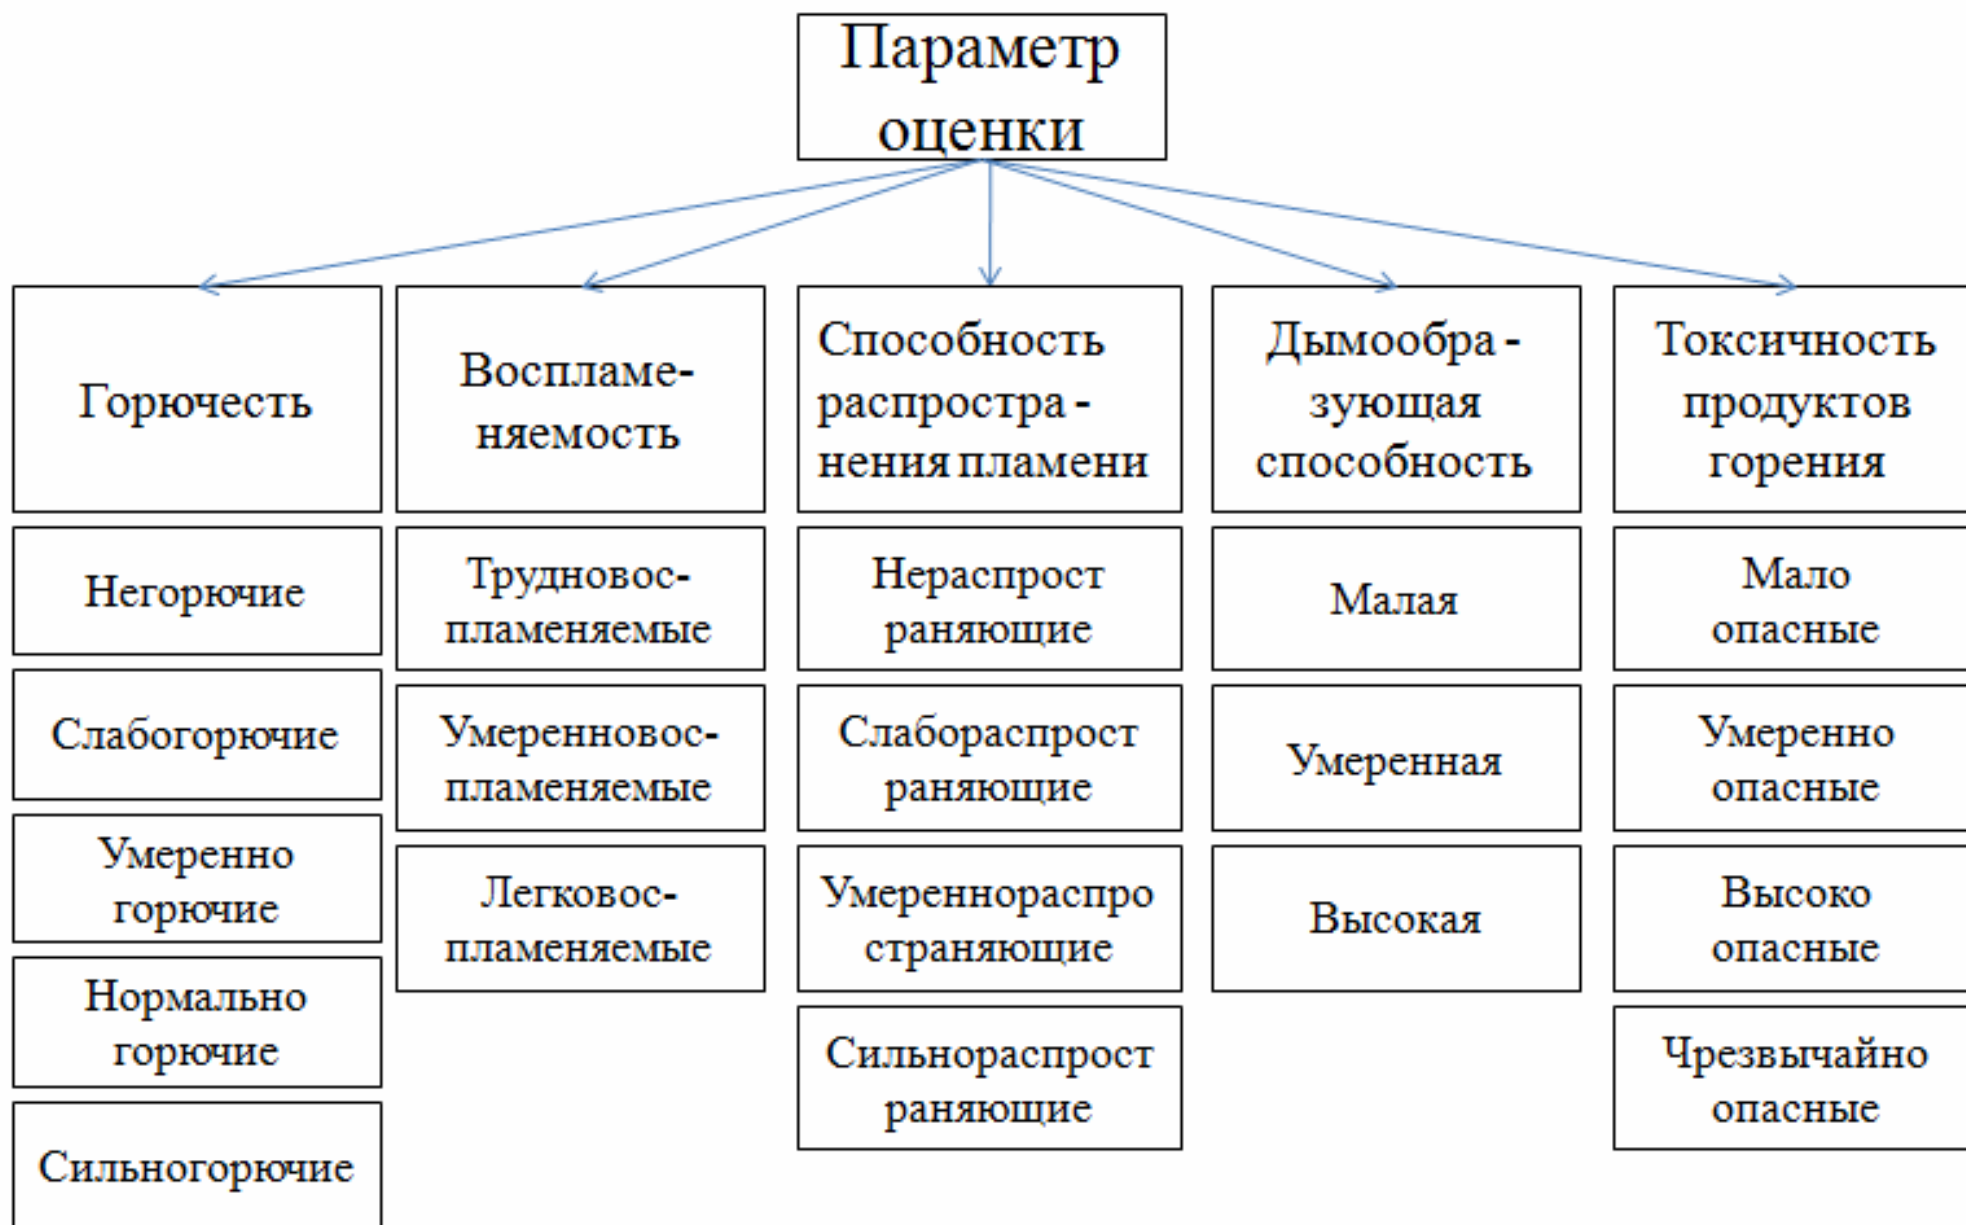 Параметр
оценки
Горючесть
Воспламе-
няемость
Способность
распростра -
нения пламени
Дымообра -
зующая
способность
Токсичность
продуктов
горения
Негорючие
Слабогорючие
Умеренно
горючие
Нормально
горючие
Сильногорючие
Трудновос-
пламеняемые
Умеренновос-
пламеняемые
Легковос-
пламеняемые
Нераспрост
раняющие
Слабораспрост
раняющие
Умереннораспро
страняющие
Сильнораспрост
раняющие
Малая
Умеренная
Высокая
Мало
опасные
Умеренно
опасные
Высоко
опасные
Чрезвычайно
опасные